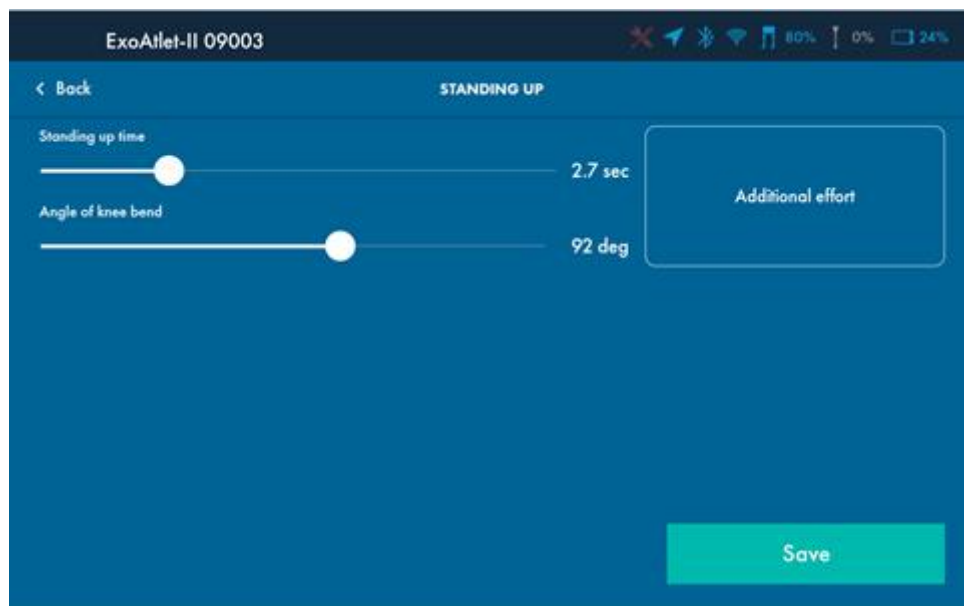 ExoAtlet-II 09003
80% 0% 24%
Back
STANDING UP
Standing up time
2.7 sec
Angle of knee bend
92 deg
Additional effort
Save